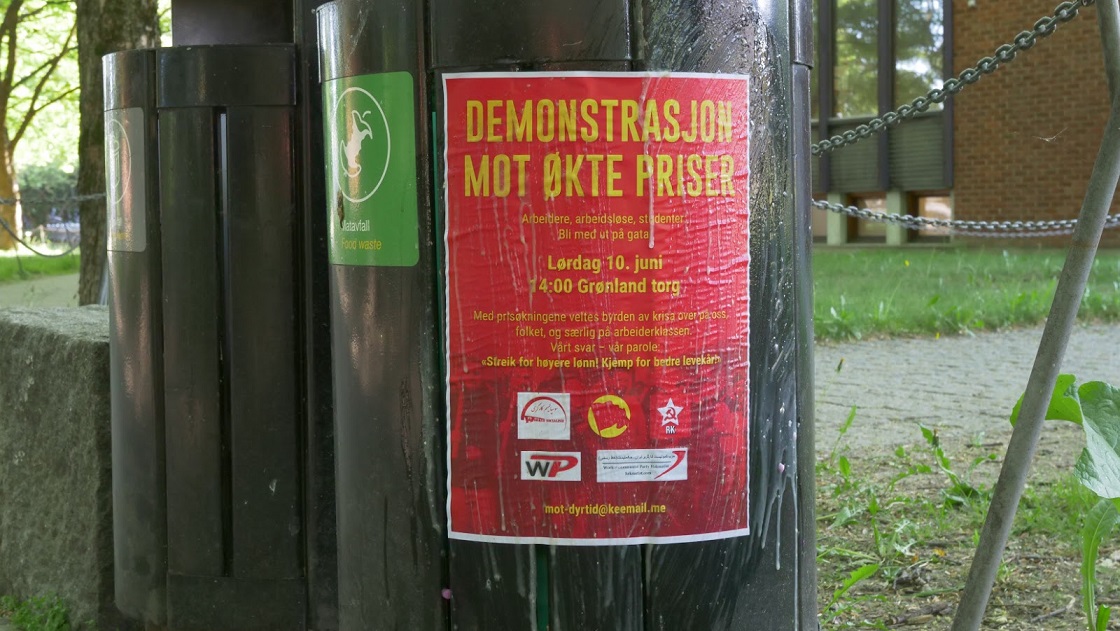 Matavfall
Food waste
DEMONSTRASJON
MOT ØKTE PRISER
Arbeidere, arbeidsløse, studenter
Bli med ut på gata
Lørdag 10. juni
14:00 Grønland torg
Med prisøkningene veltes byrden av krisa over på oss,
folket, og særlig på arbeiderklassen.
Vårt svar – vår parole:
«Streik for høyere lønn! Kjemp for bedre levekår!»
RK
WP
mot-dyrtid@keemail.me